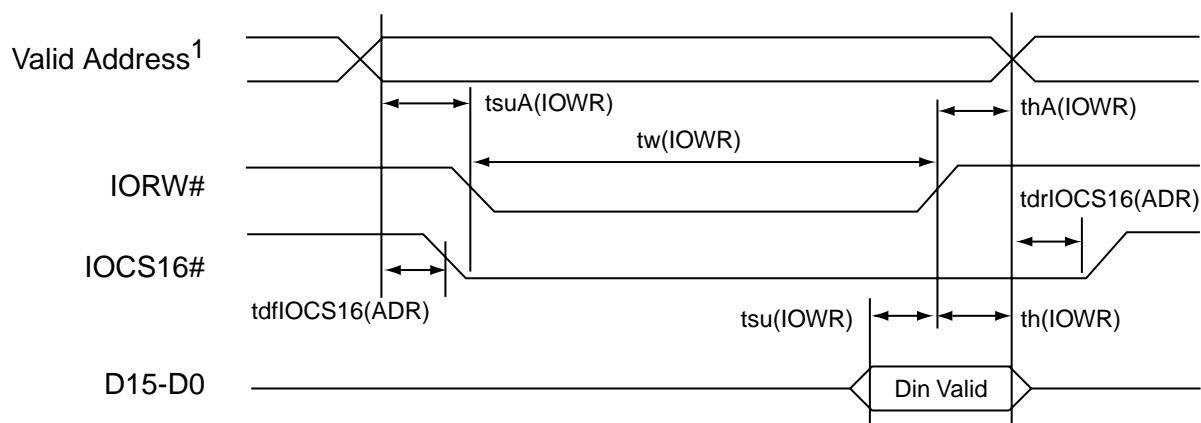 Valid Address1
tsuA(IOWR)
thA(IOWR)
tw(IOWR)
IORW#
tdrIOCS16(ADR)
IOCS16#
tdfIOCS16(ADR)
tsu(IOWR)
th(IOWR)
D15-D0
Din Valid